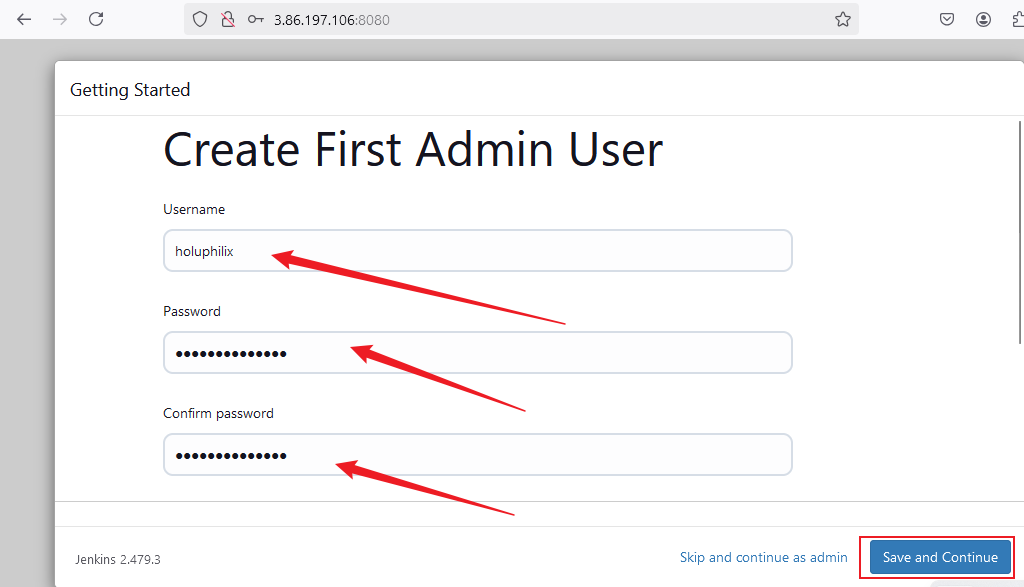 3.86.197.106:8080
Getting Started
Create First Admin User
Username
holuphilix
Password
••••••••••••••
Confirm password
••••••••••••••
Jenkins 2.479.3
Skip and continue as admin
Save and Continue